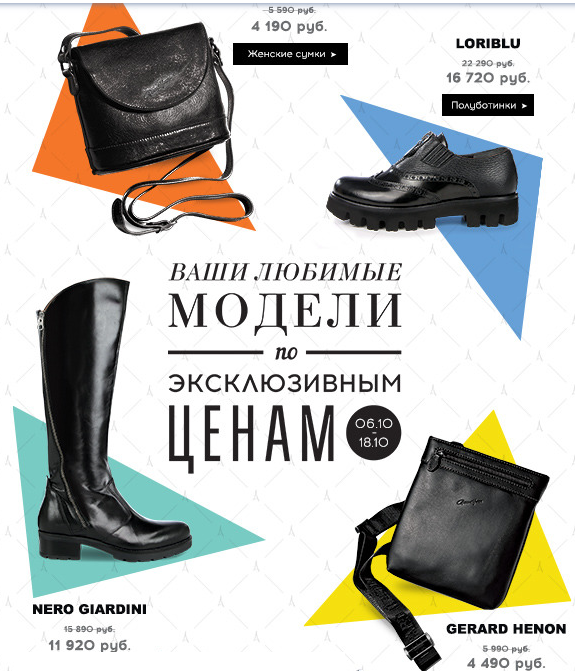 5 590 руб.
4 190 руб.
Женские сумки ➤
LORIBLU
22 290 руб.
16 720 руб.
Полуботинки ➤
ВАШИ ЛЮБИМЫЕ
МОДЕЛИ
по
ЭКСКЛЮЗИВНЫМ
ЦЕНАМ
06.10
-
18.10
NERO GIARDINI
15 890 руб.
11 920 руб.
GERARD HENON
5 990 руб.
4 490 руб.